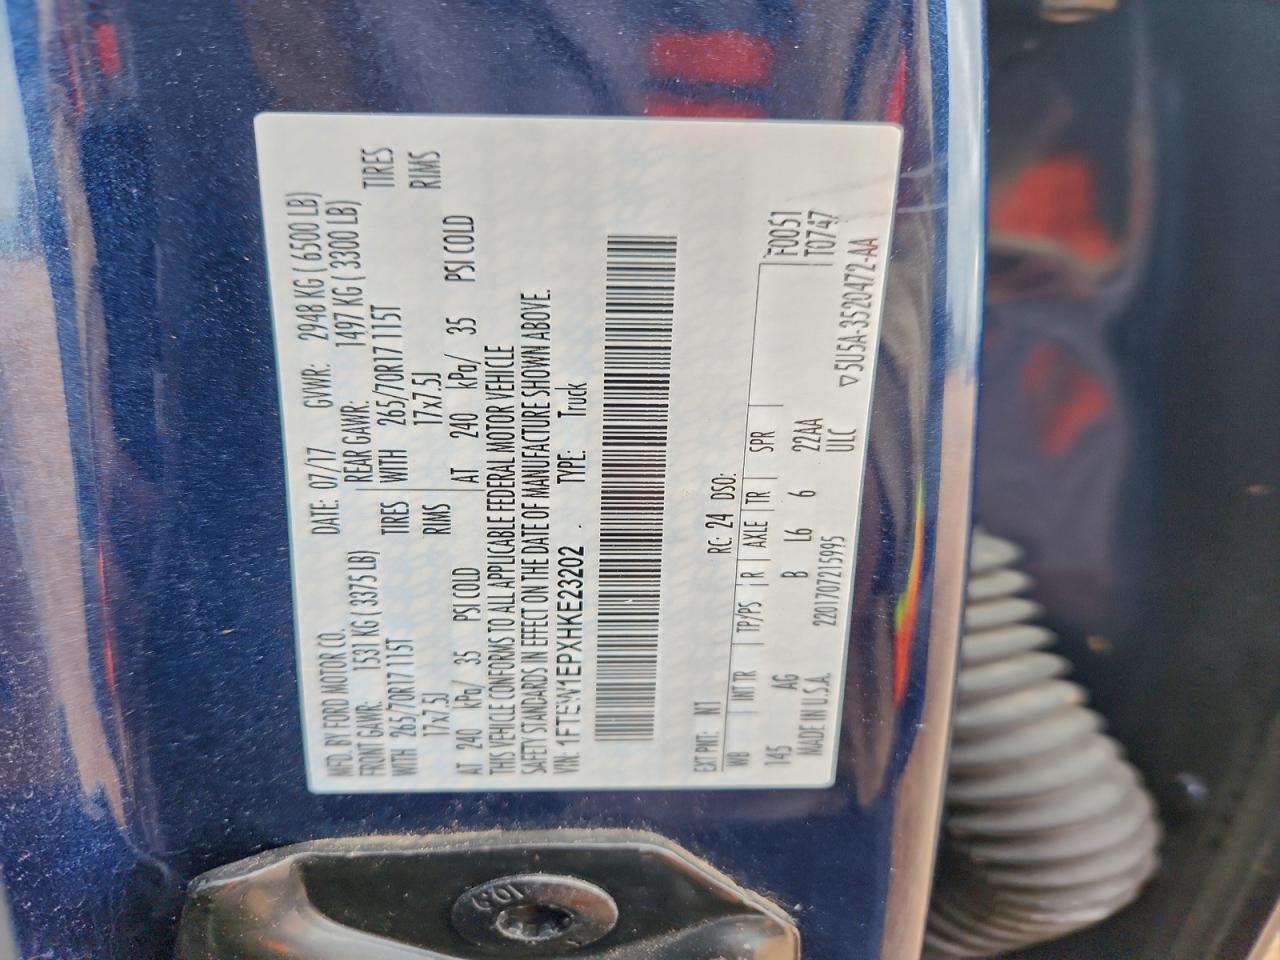 MFD. BY FORD MOTOR CO.
DATE: 07/17 GVWR: 2948 KG ( 6500 LB)
FRONT GAWR: 1531 KG ( 3375 LB) REAR GAWR: 1497 KG ( 3300 LB)
WITH 265/70R17 115T TIRES WITH 265/70R17 115T TIRES
17x7.5J RIMS 17x7.5J RIMS
AT 240 kPa/ 35 PSI COLD AT 240 kPa/ 35 PSI COLD
THIS VEHICLE CONFORMS TO ALL APPLICABLE FEDERAL MOTOR VEHICLE
SAFETY STANDARDS IN EFFECT ON THE DATE OF MANUFACTURE SHOWN ABOVE.
VIN: 1FTEW1EPXHKE23202 TYPE: Truck
EXT PNT: N1 RC: 24 DSO:
WB INT TR TP/PS R AXLE TR SPR F0051
145 AG B L6 6 22AA T0747
MADE IN U.S.A. 2201707215995 ULC
▽5U5A-3520472-AA
10.9